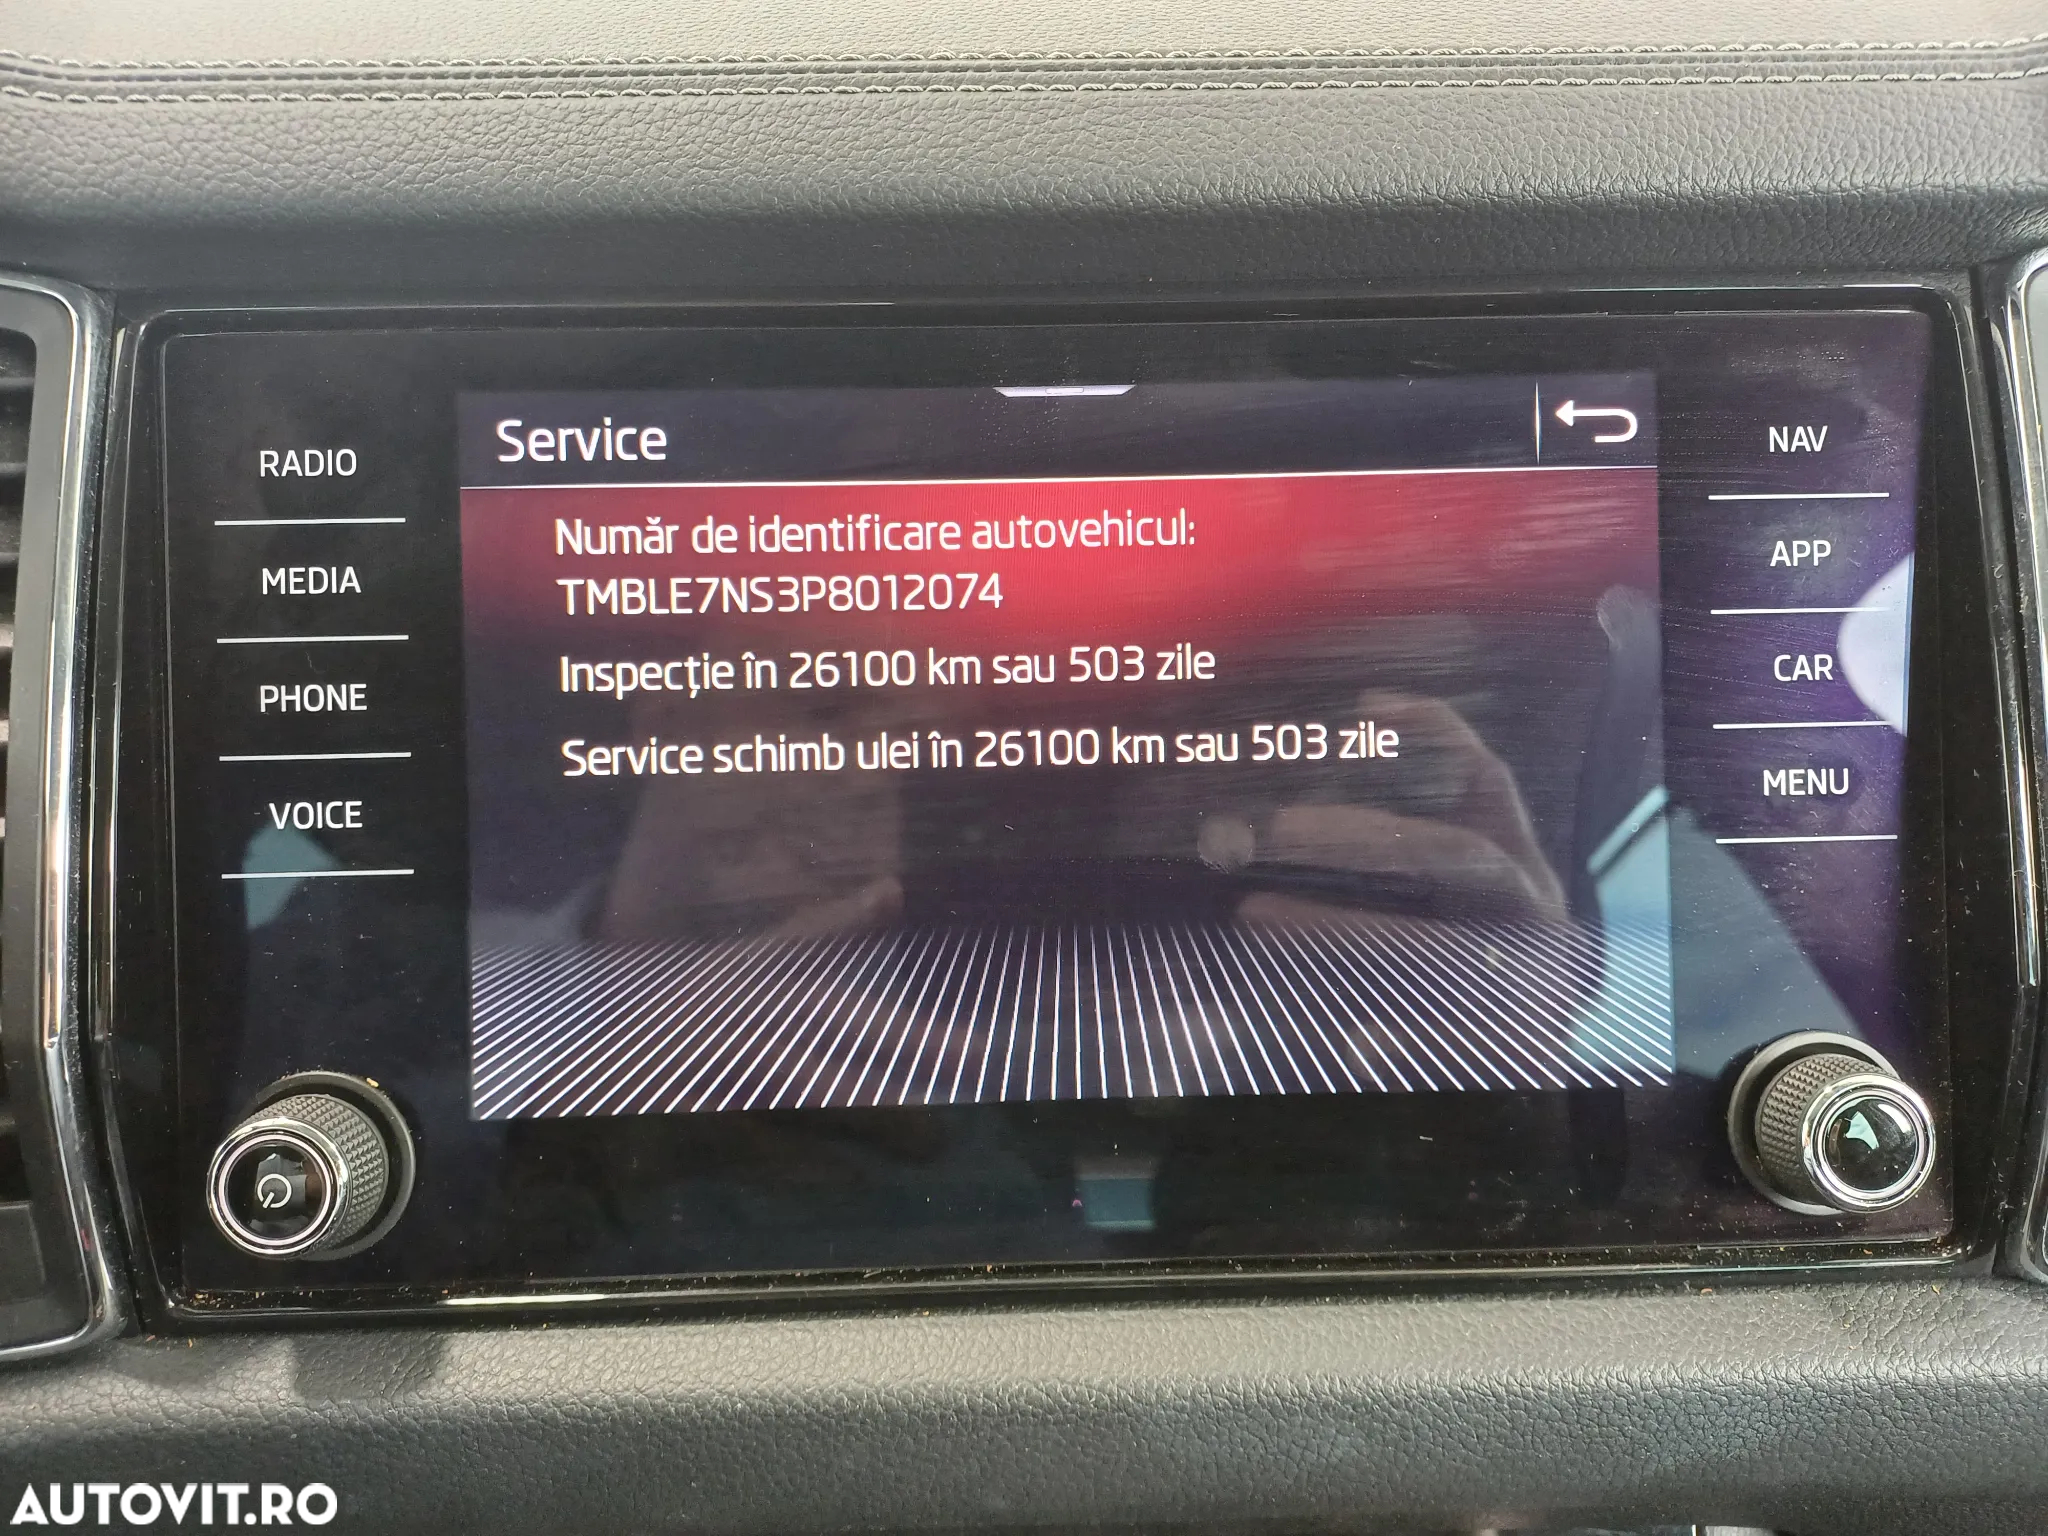 Service
RADIO
MEDIA
PHONE
VOICE
Număr de identificare autovehicul:
TMBLE7NS3P8012074
Inspecție în 26100 km sau 503 zile
Service schimb ulei în 26100 km sau 503 zile
NAV
APP
CAR
MENU
AUTOVIT.RO